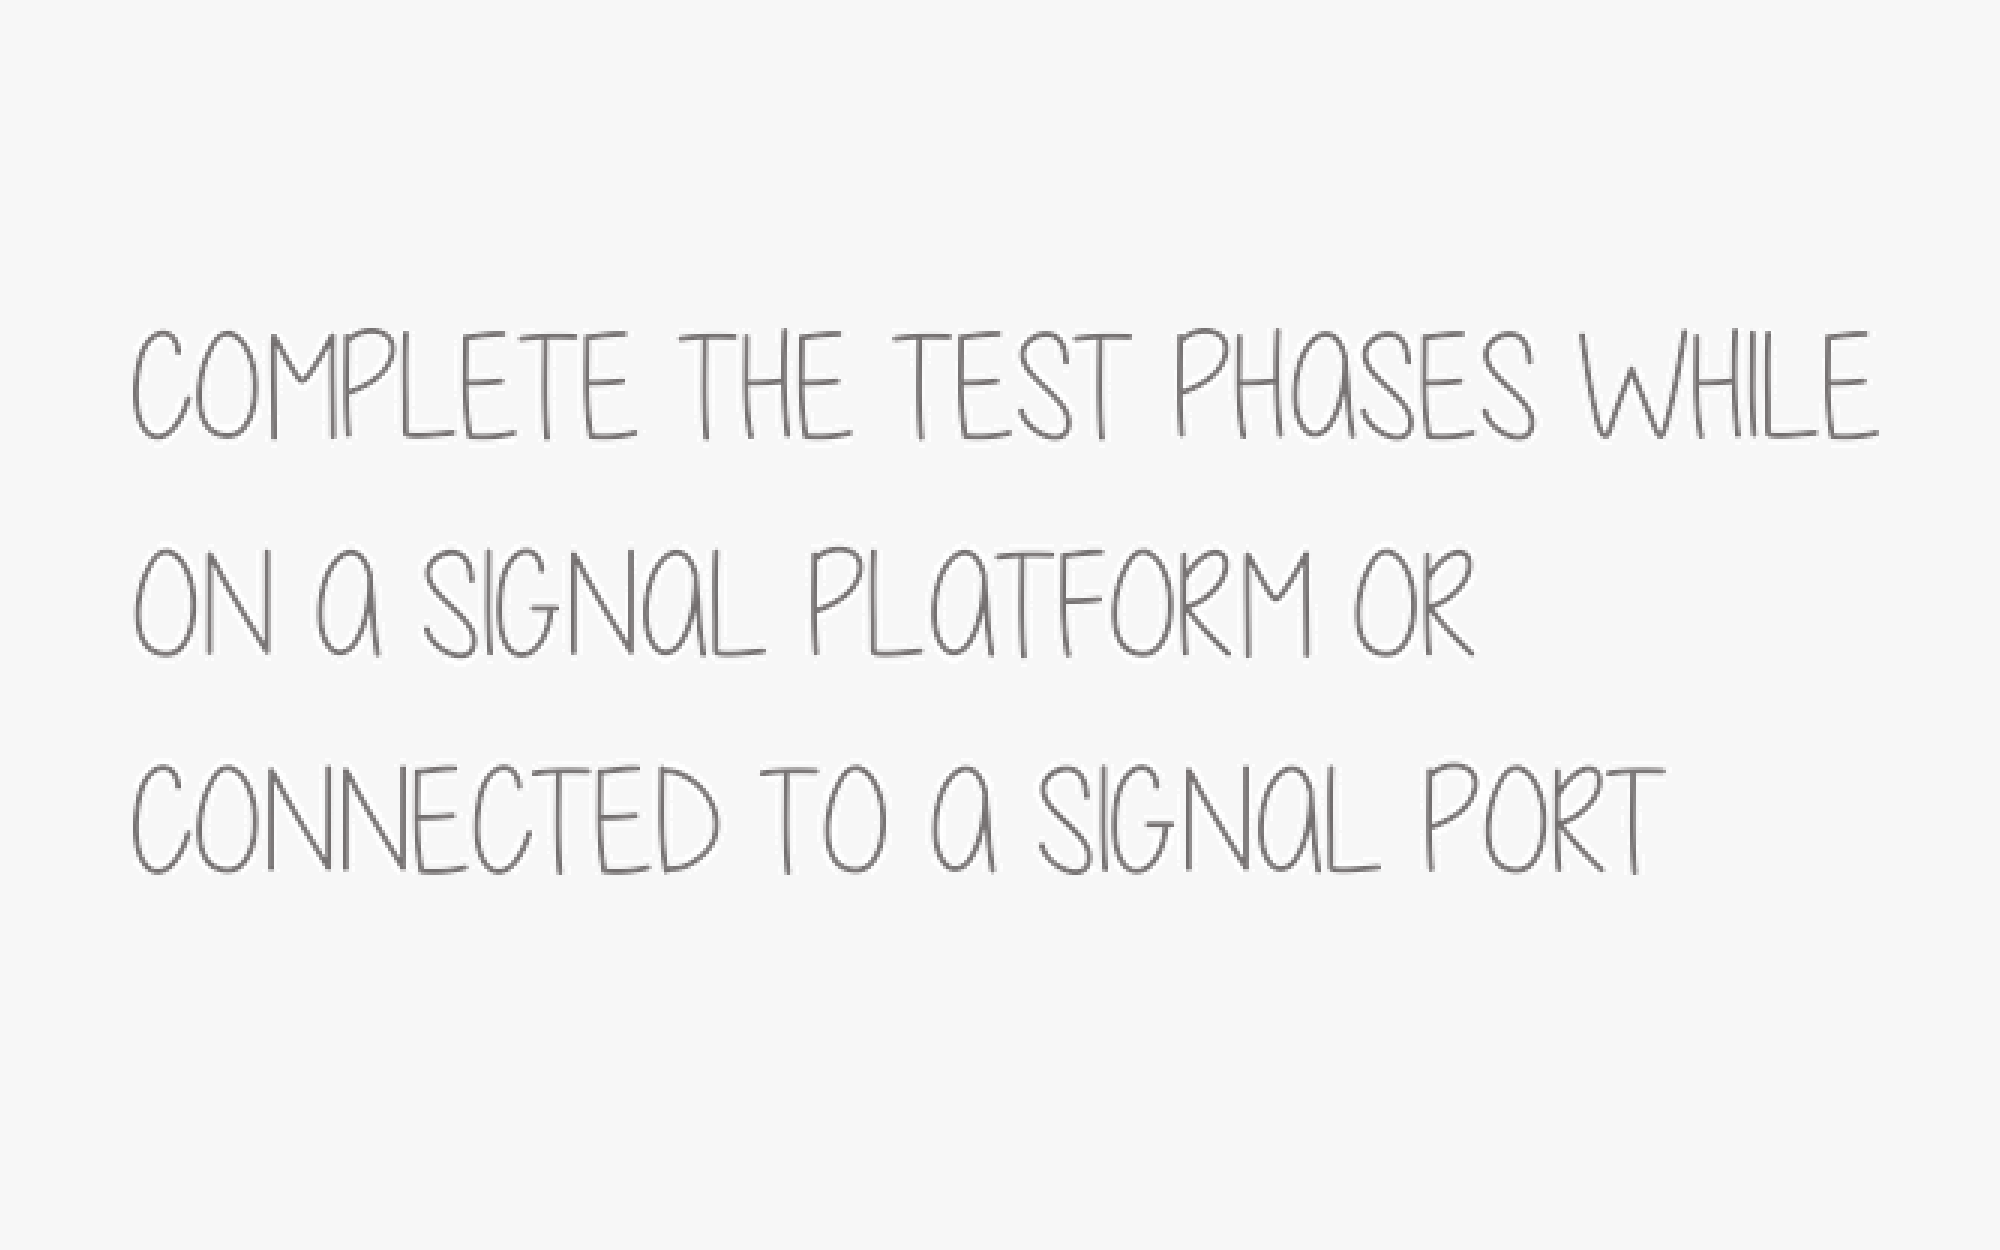 COMPLETE THE TEST PHASES WHILE
ON A SIGNAL PLATFORM OR
CONNECTED TO A SIGNAL PORT